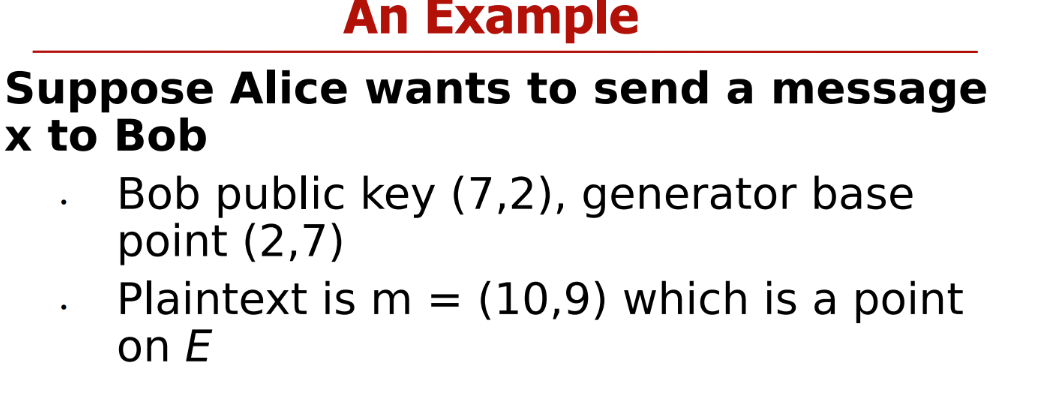 An Example
Suppose Alice wants to send a message
x to Bob
· Bob public key (7,2), generator base
point (2,7)
· Plaintext is m = (10,9) which is a point
on E